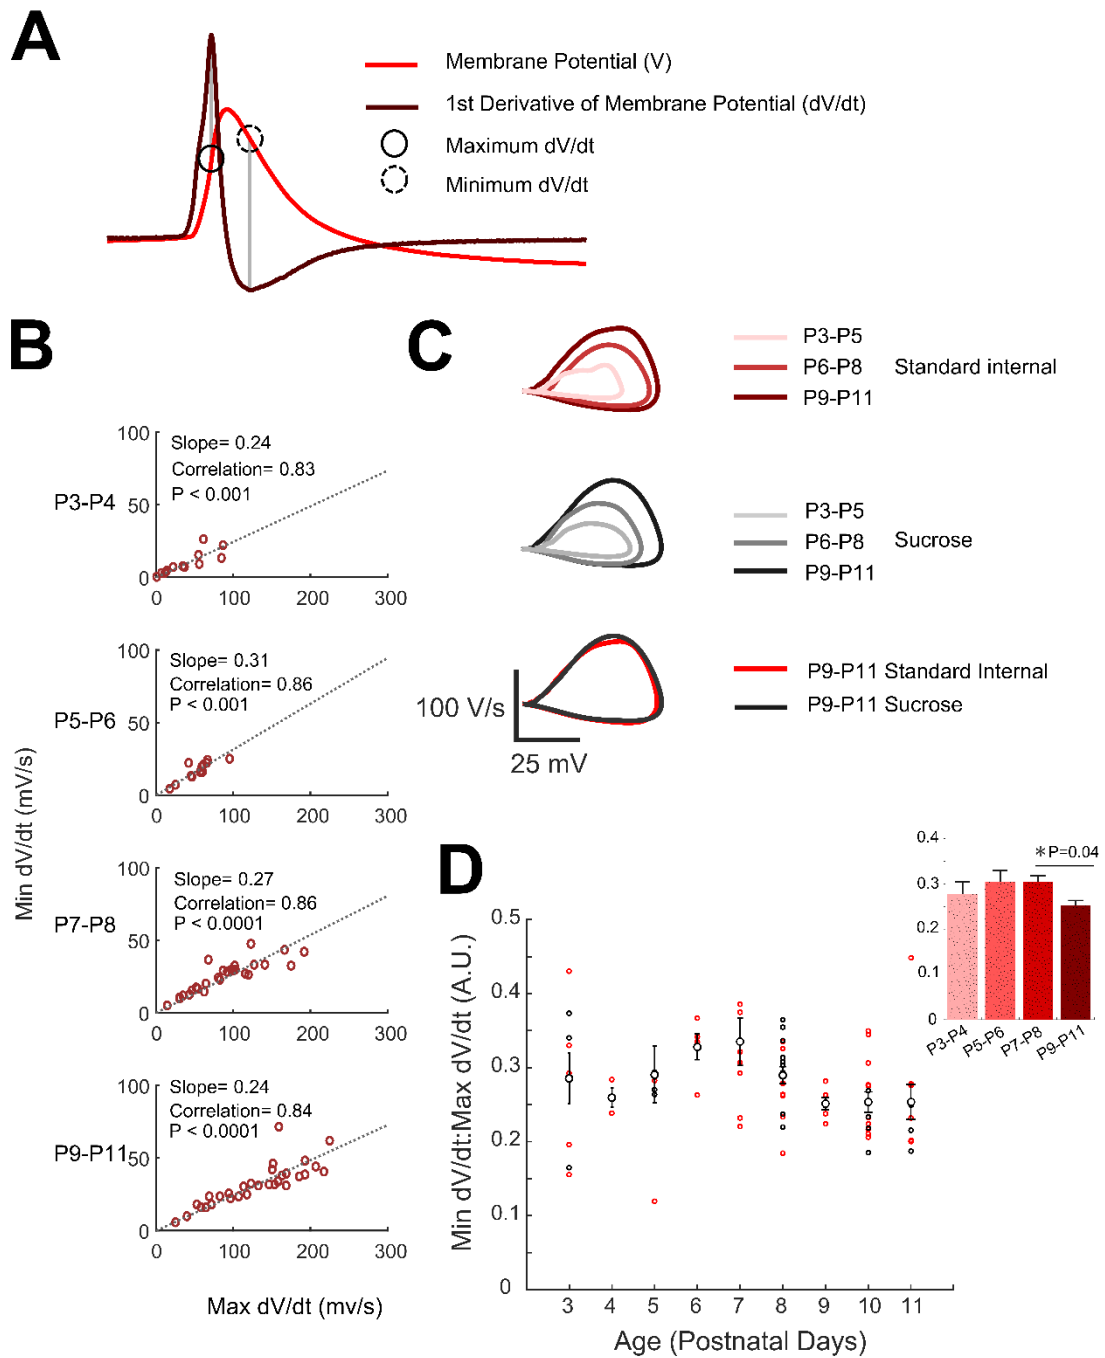 A
Membrane Potential (V)
1st Derivative of Membrane Potential (dV/dt)
Maximum dV/dt
Minimum dV/dt
B
Min dV/dt (mV/s)
P3-P4
100
50
0
Slope= 0.24
Correlation= 0.83
P < 0.001
0 100 200 300
P5-P6
100
50
0
Slope= 0.31
Correlation= 0.86
P < 0.001
0 100 200 300
P7-P8
100
50
0
Slope= 0.27
Correlation= 0.86
P < 0.0001
0 100 200 300
P9-P11
100
50
0
Slope= 0.24
Correlation= 0.84
P < 0.0001
0 100 200 300
Max dV/dt (mv/s)
C
P3-P5
P6-P8 Standard internal
P9-P11
P3-P5
P6-P8 Sucrose
P9-P11
P9-P11 Standard Internal
P9-P11 Sucrose
100 V/s
25 mV
D
Min dV/dt:Max dV/dt (A.U.)
0.5
0.4
0.3
0.2
0.1
0
3 4 5 6 7 8 9 10 11
Age (Postnatal Days)
0.4
0.3
0.2
0.1
0
*P=0.04
P3-P4
P5-P6
P7-P8
P9-P11